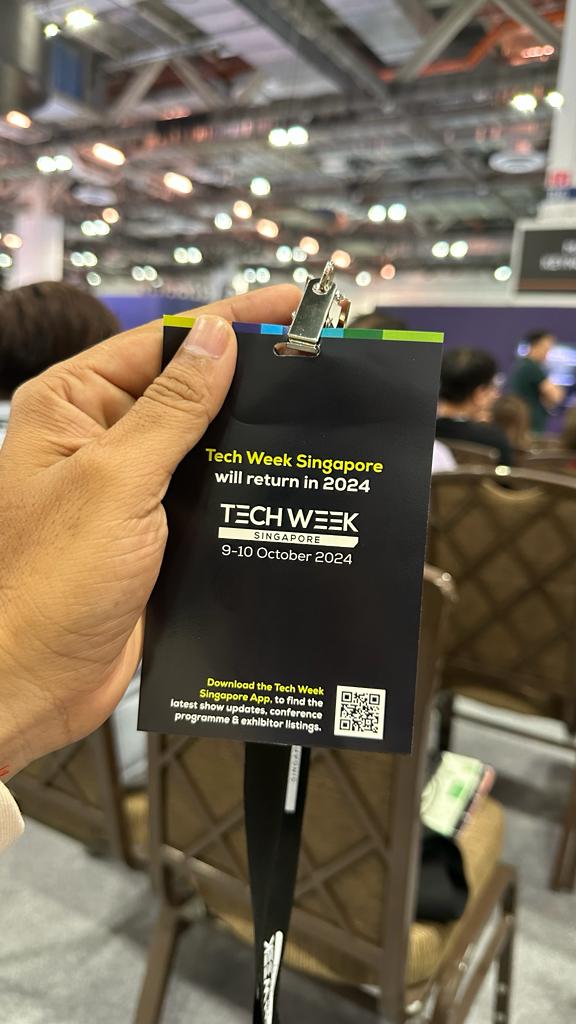 Tech Week Singapore
will return in 2024
TECH WEEK
SINGAPORE
9-10 October 2024
Download the Tech Week
Singapore App, to find the
latest show updates, conference
programme & exhibitor listings.